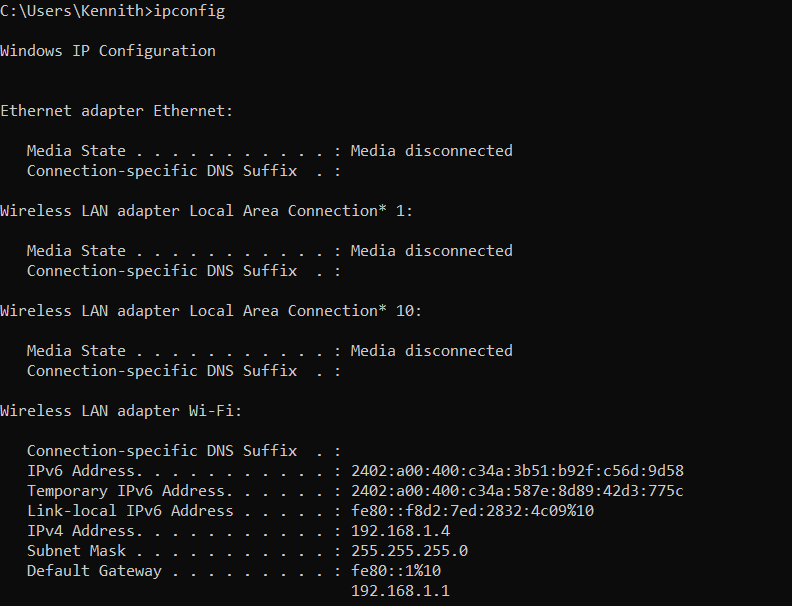 C:\Users\Kennith>ipconfig
Windows IP Configuration
Ethernet adapter Ethernet:
Media State . . . . . . . . . . . : Media disconnected
Connection-specific DNS Suffix  . :
Wireless LAN adapter Local Area Connection* 1:
Media State . . . . . . . . . . . : Media disconnected
Connection-specific DNS Suffix  . :
Wireless LAN adapter Local Area Connection* 10:
Media State . . . . . . . . . . . : Media disconnected
Connection-specific DNS Suffix  . :
Wireless LAN adapter Wi-Fi:
Connection-specific DNS Suffix  . :
IPv6 Address. . . . . . . . . . . : 2402:a00:400:c34a:3b51:b92f:c56d:9d58
Temporary IPv6 Address. . . . . . : 2402:a00:400:c34a:587e:8d89:42d3:775c
Link-local IPv6 Address . . . . . : fe80::f8d2:7ed:2832:4c09%10
IPv4 Address. . . . . . . . . . . : 192.168.1.4
Subnet Mask . . . . . . . . . . . : 255.255.255.0
Default Gateway . . . . . . . . . : fe80::1%10
192.168.1.1